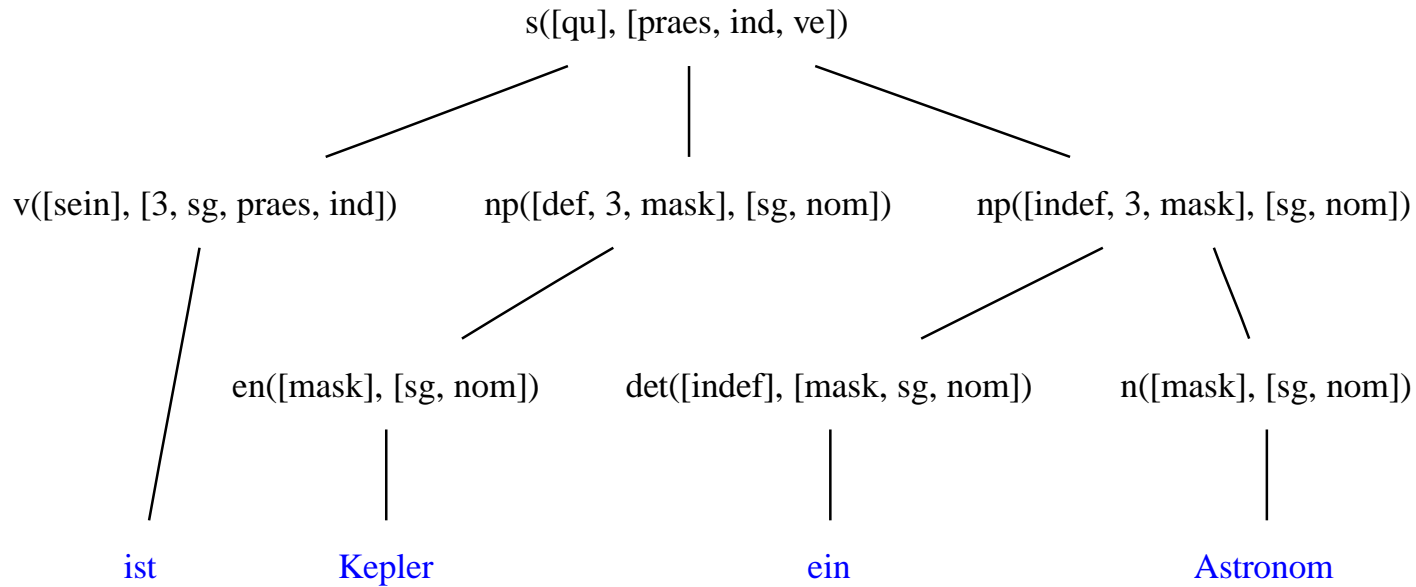 s([qu], [praes, ind, ve])
v([sein], [3, sg, praes, ind]) np([def, 3, mask], [sg, nom]) np([indef, 3, mask], [sg, nom])
en([mask], [sg, nom]) det([indef], [mask, sg, nom]) n([mask], [sg, nom])
ist Kepler ein Astronom